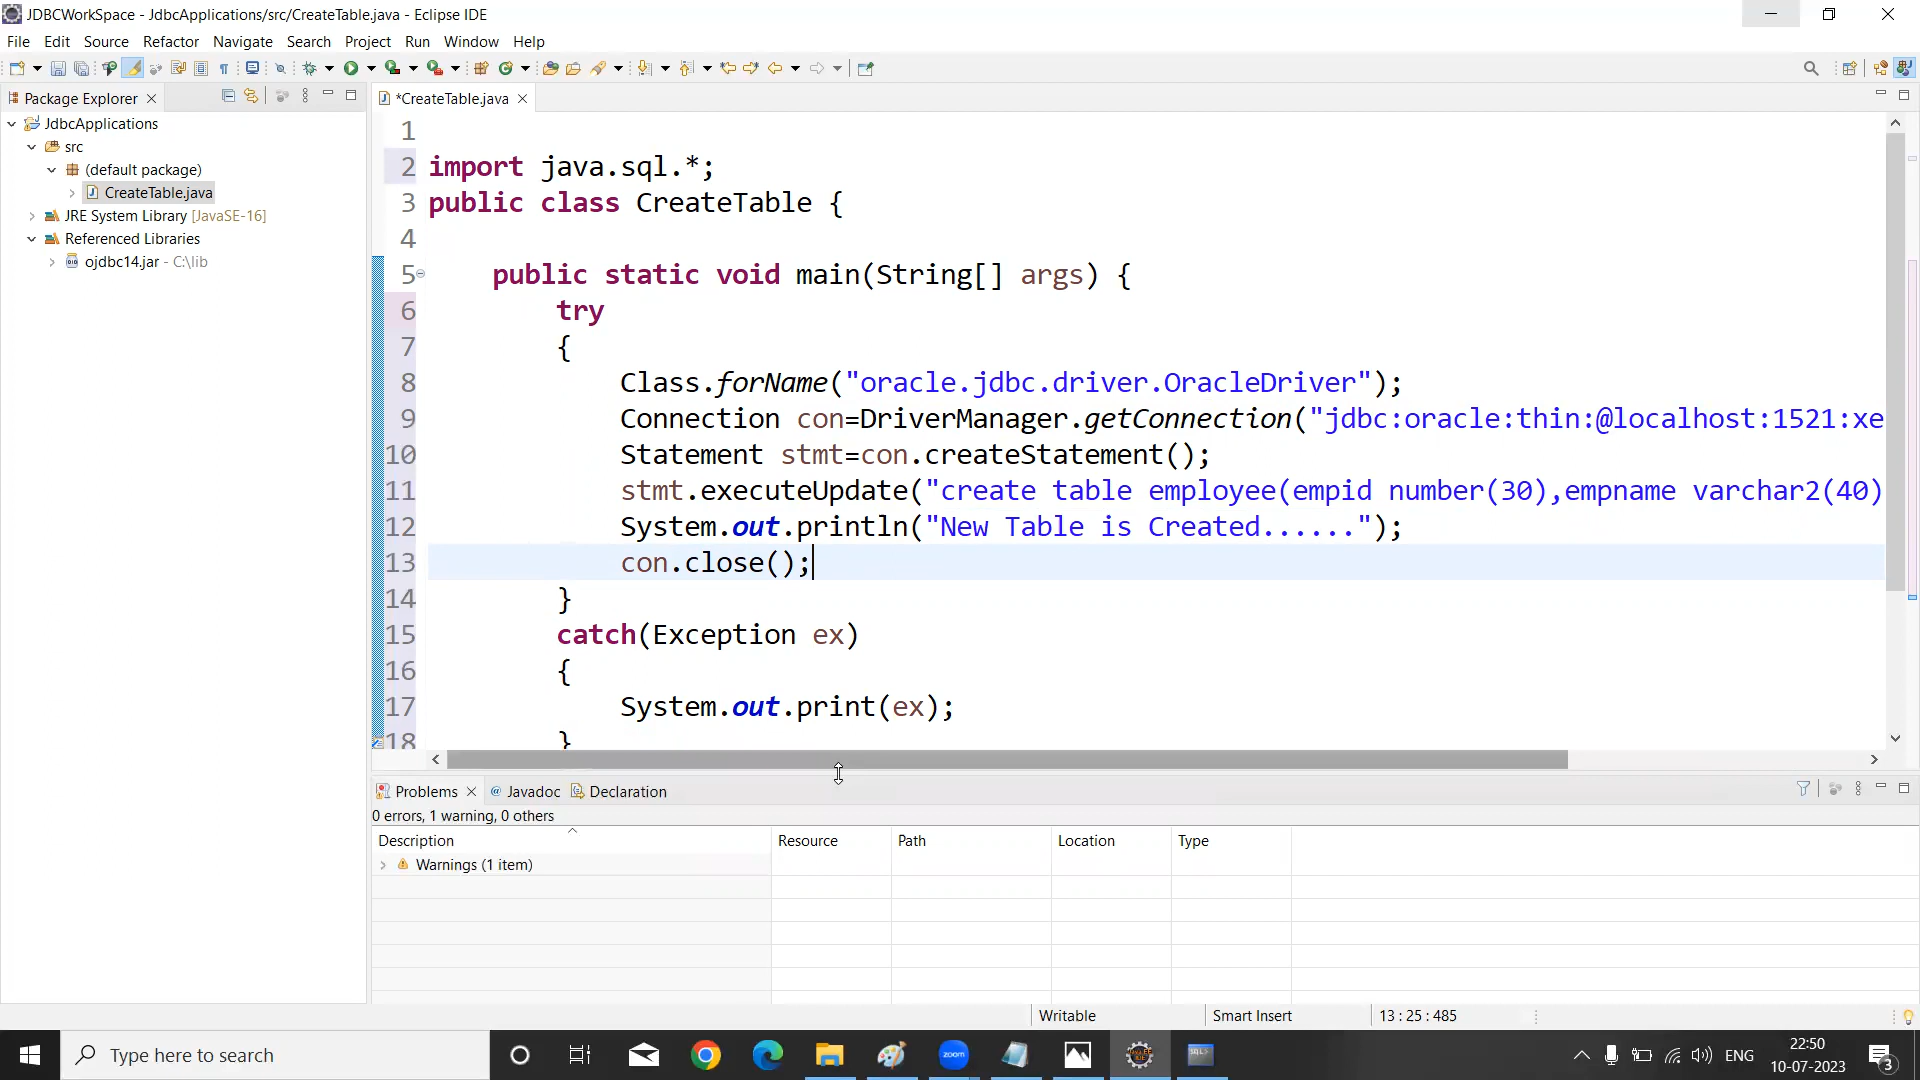 JDBCWorkSpace - JdbcApplications/src/CreateTable.java - Eclipse IDE
File Edit Source Refactor Navigate Search Project Run Window Help
Package Explorer
*CreateTable.java
JdbcApplications
src
(default package)
CreateTable.java
JRE System Library [JavaSE-16]
Referenced Libraries
ojdbc14.jar - C:\lib
1
2 import java.sql.*;
3 public class CreateTable {
4
5 public static void main(String[] args) {
6 try
7 {
8 Class.forName("oracle.jdbc.driver.OracleDriver");
9 Connection con=DriverManager.getConnection("jdbc:oracle:thin:@localhost:1521:xe
10 Statement stmt=con.createStatement();
11 stmt.executeUpdate("create table employee(empid number(30),empname varchar2(40)
12 System.out.println("New Table is Created......");
13 con.close();
14 }
15 catch(Exception ex)
16 {
17 System.out.print(ex);
18 }
Problems @ Javadoc Declaration
0 errors, 1 warning, 0 others
Description Resource Path Location Type
Warnings (1 item)
Writable Smart Insert 13 : 25 : 485
Type here to search
zoom
ENG
22:50
10-07-2023
3